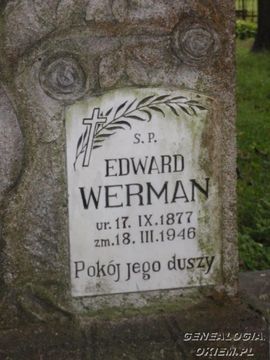 S. P.
EDWARD
WERMAN
ur. 17. IX. 1877
zm. 18. III. 1946
Pokój jego duszy
GENEALOGIA.
OKIEM.PL